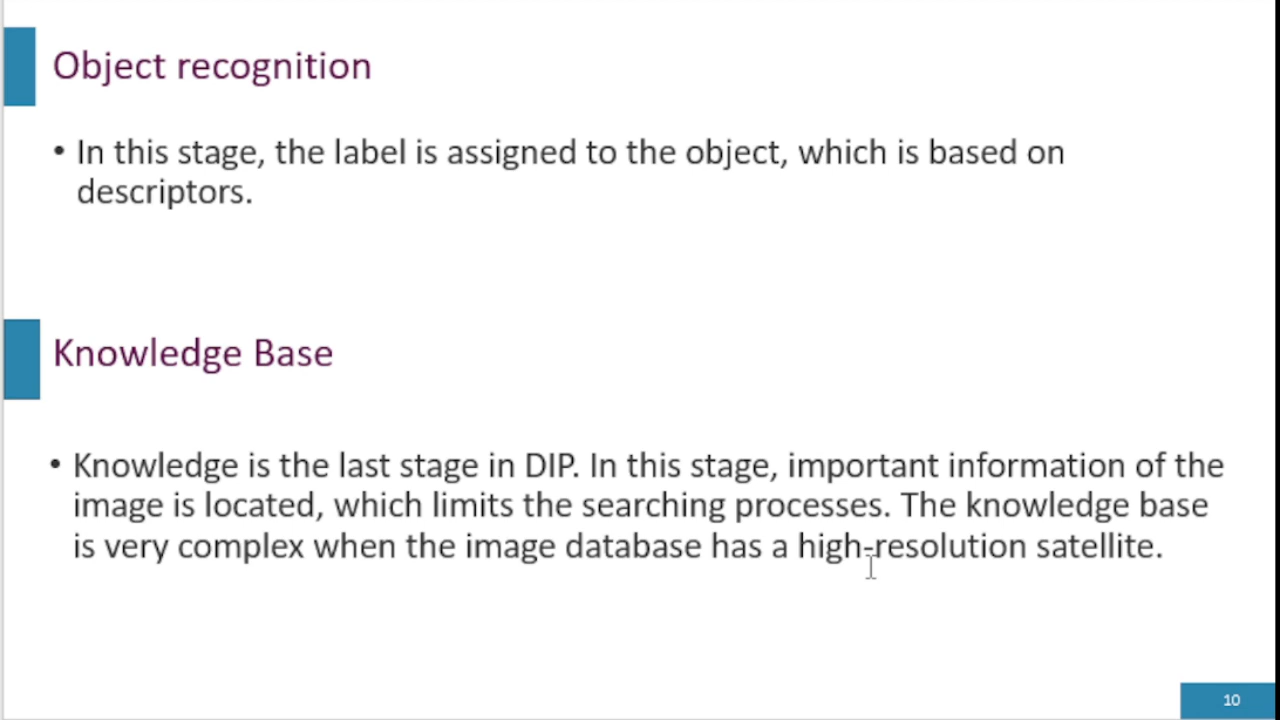 Object recognition
• In this stage, the label is assigned to the object, which is based on
descriptors.
Knowledge Base
• Knowledge is the last stage in DIP. In this stage, important information of the
image is located, which limits the searching processes. The knowledge base
is very complex when the image database has a high-resolution satellite.
10